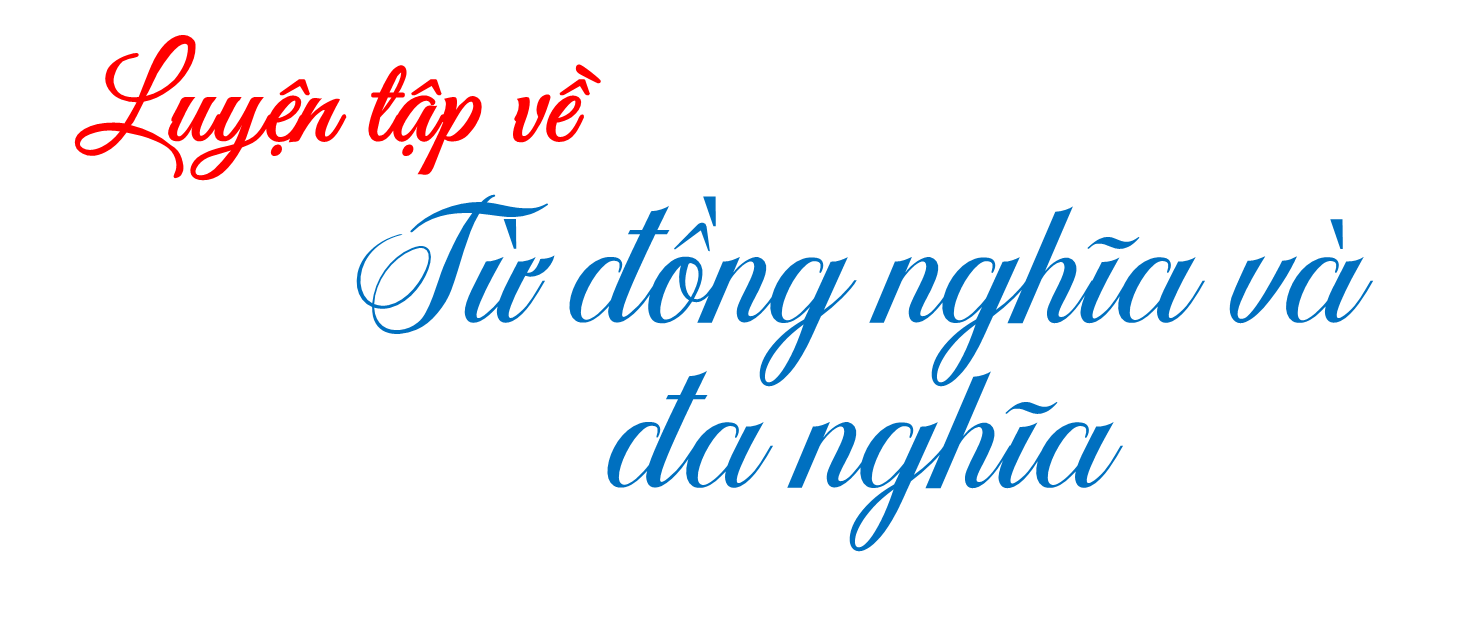 Luyện tập về
Từ đồng nghĩa và
đa nghĩa